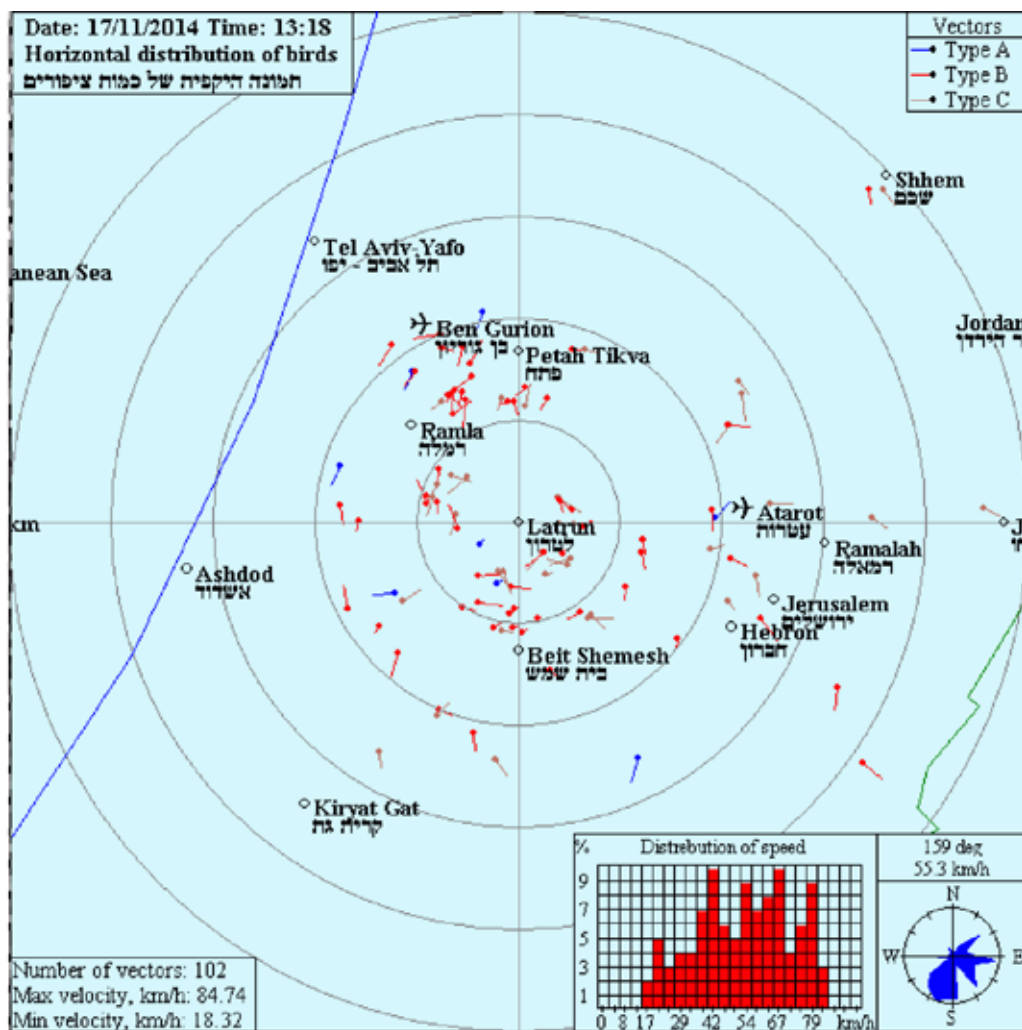 Date: 17/11/2014 Time: 13:18
Horizontal distribution of birds
תמונה היקפית של כמות ציפורים
Vectors
Type A
Type B
Type C
Shhem
שכם
Tel Aviv-Yafo
תל אביב - יפו
anean Sea
Jordan
ר הירדן
Ben Gurion
בן גוריון
Petah Tikva
פתח
Ramla
רמלה
km
Latrun
לטרון
Atarot
עטרות
J
Ramalah
רמאלה
Ashdod
אשדוד
Jerusalem
ירושלים
Hebron
חברון
Beit Shemesh
בית שמש
Kiryat Gat
קרית גת
% Distrebution of speed
9
7
5
3
1
0 8 17 29 42 54 67 79 km/h
159 deg
55.3 km/h
N
W E
S
Number of vectors: 102
Max velocity, km/h: 84.74
Min velocity, km/h: 18.32